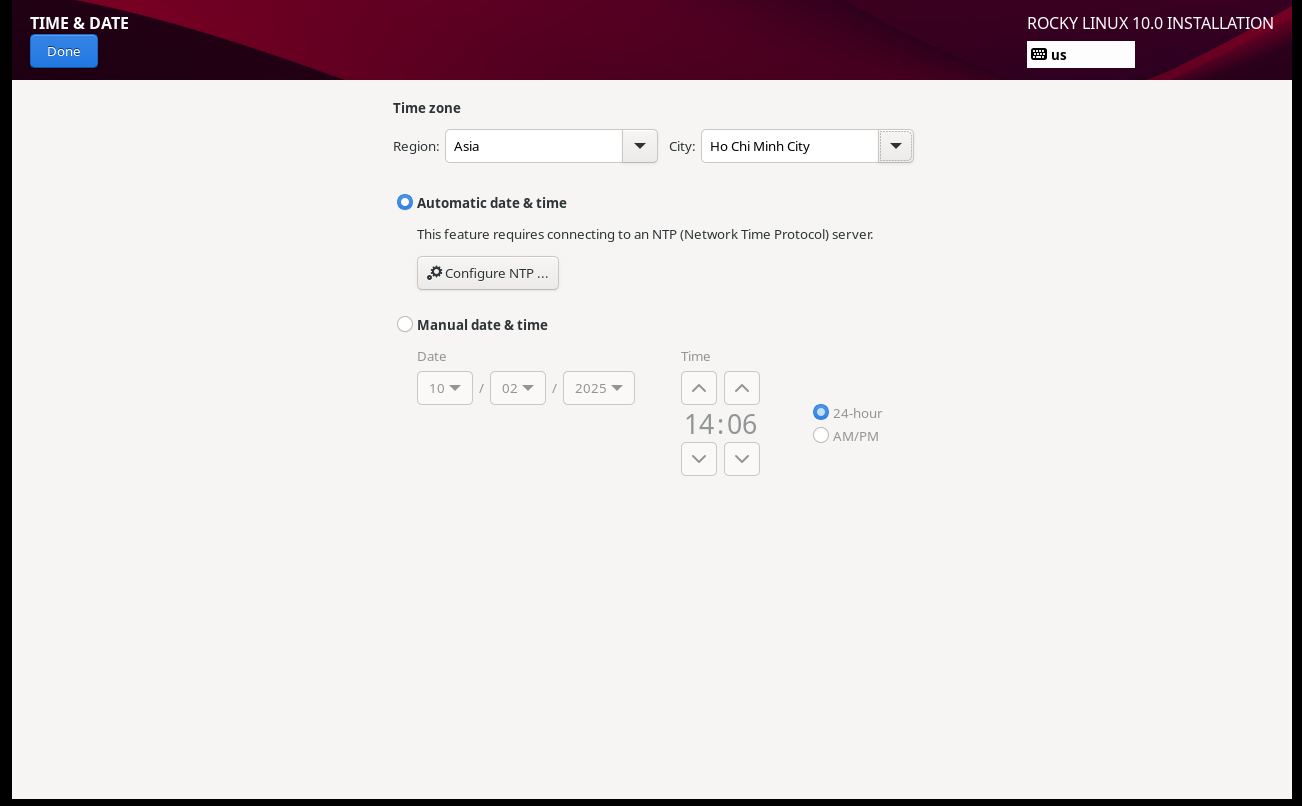 TIME & DATE
ROCKY LINUX 10.0 INSTALLATION
Done
us
Time zone
Region: Asia City: Ho Chi Minh City
Automatic date & time
This feature requires connecting to an NTP (Network Time Protocol) server.
Configure NTP ...
Manual date & time
Date Time
10 / 02 / 2025
14:06
24-hour
AM/PM